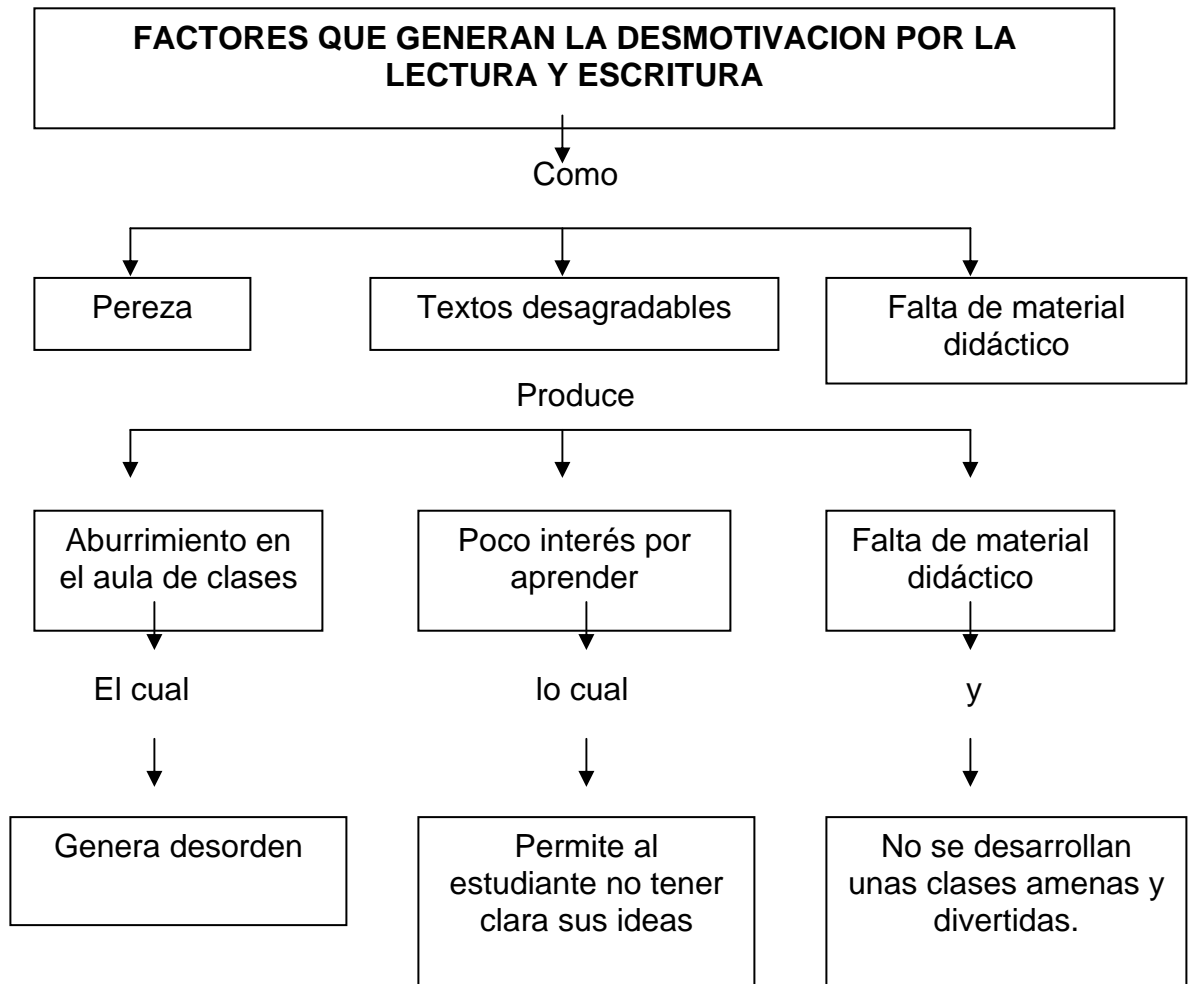 FACTORES QUE GENERAN LA DESMOTIVACION POR LA
LECTURA Y ESCRITURA
Como
Pereza
Textos desagradables
Falta de material
didáctico
Produce
Aburrimiento en
el aula de clases
Poco interés por
aprender
Falta de material
didáctico
El cual
lo cual
y
Genera desorden
Permite al
estudiante no tener
clara sus ideas
No se desarrollan
unas clases amenas y
divertidas.